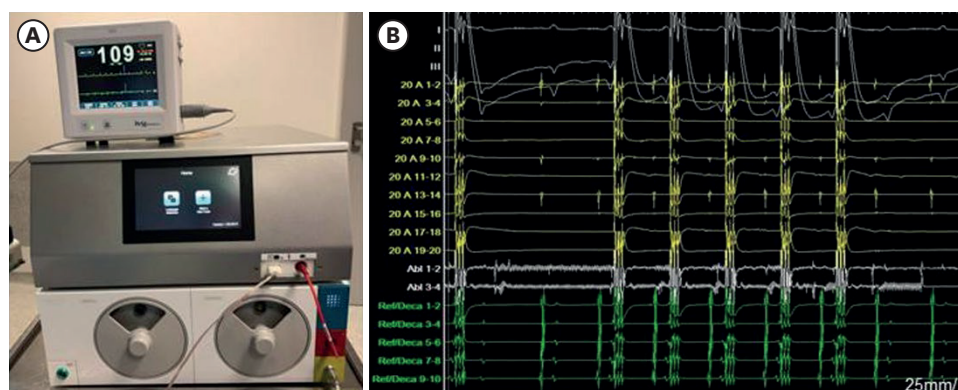 A
109
Home
B
I
II
III
20 A 1-2
20 A 3-4
20 A 5-6
20 A 7-8
20 A 9-10
20 A 11-12
20 A 13-14
20 A 15-16
20 A 17-18
20 A 19-20
Abl 1-2
Abl 3-4
Ref/Deca 1-2
Ref/Deca 3-4
Ref/Deca 5-6
Ref/Deca 7-8
Ref/Deca 9-10
25mm/